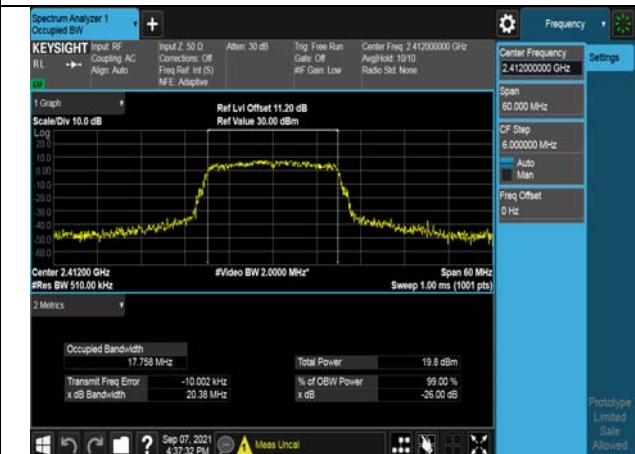 Spectrum Analyzer 1
Occupied BW
+
Frequency
KEYSIGHT
RL
Input: RF
Coupling: AC
Align: Auto
Input Z: 50 Ω
Corrections: Off
Freq Ref: Int (S)
NFE: Adaptive
Atten: 30 dB
Trig: Free Run
Gate: Off
#IF Gain: Low
Center Freq: 2.412000000 GHz
Avg|Hold: 10/10
Radio Std: None
Center Frequency
2.412000000 GHz
Settings
Span
60.000 MHz
CF Step
6.000000 MHz
Auto
Man
Freq Offset
0 Hz
1 Graph
Scale/Div 10.0 dB
Ref Lvl Offset 11.20 dB
Ref Value 30.00 dBm
Log
20.0
10.0
0.00
-10.0
-20.0
-30.0
-40.0
-50.0
-60.0
Center 2.41200 GHz
#Res BW 510.00 kHz
#Video BW 2.0000 MHz*
Span 60 MHz
Sweep 1.00 ms (1001 pts)
2 Metrics
Occupied Bandwidth
17.758 MHz
Total Power 19.8 dBm
Transmit Freq Error -10.002 kHz
% of OBW Power 99.00 %
x dB Bandwidth 20.38 MHz
x dB -26.00 dB
Prototype
Limited
Sale
Allowed
?
Sep 07, 2021
4:37:32 PM
Meas Uncal